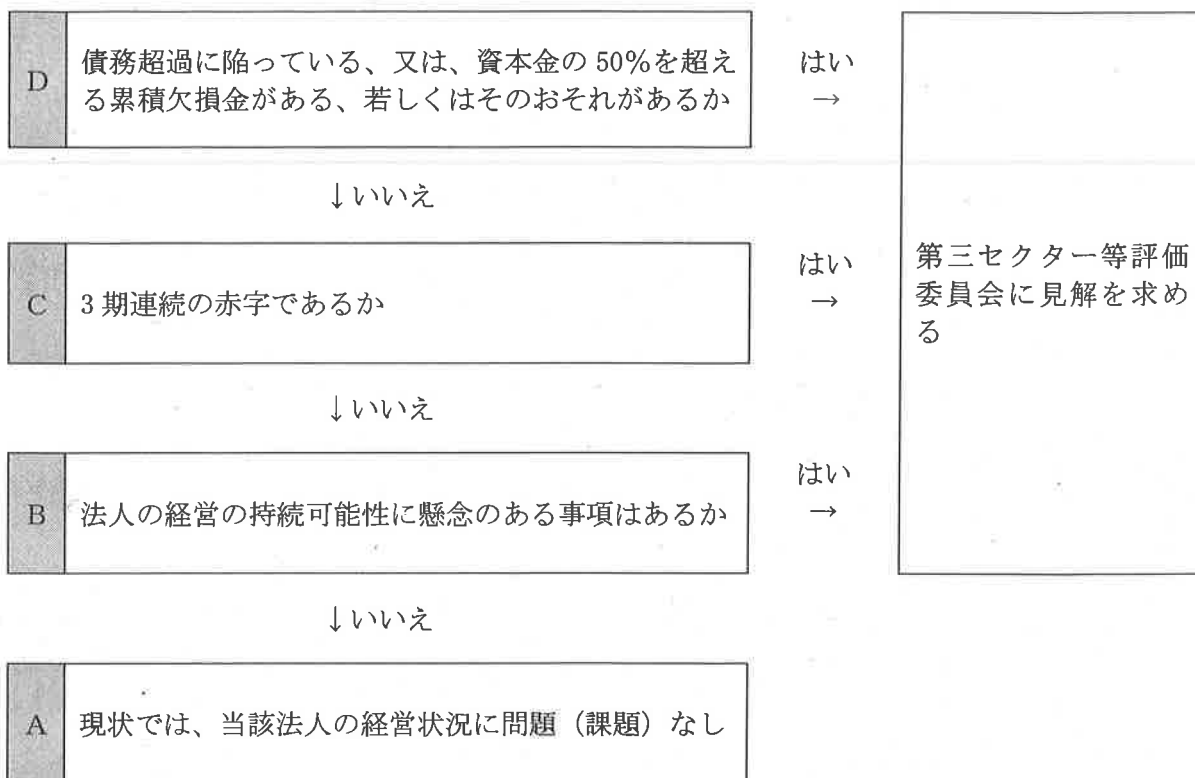 D
債務超過に陥っている、又は、資本金の 50%を超え
る累積欠損金がある、若しくはそのおそれがあるか
はい
→
↓いいえ
C
3 期連続の赤字であるか
はい
→
第三セクター等評価
委員会に見解を求め
る
↓いいえ
B
法人の経営の持続可能性に懸念のある事項はあるか
はい
→
↓いいえ
A
現状では、当該法人の経営状況に問題（課題）なし